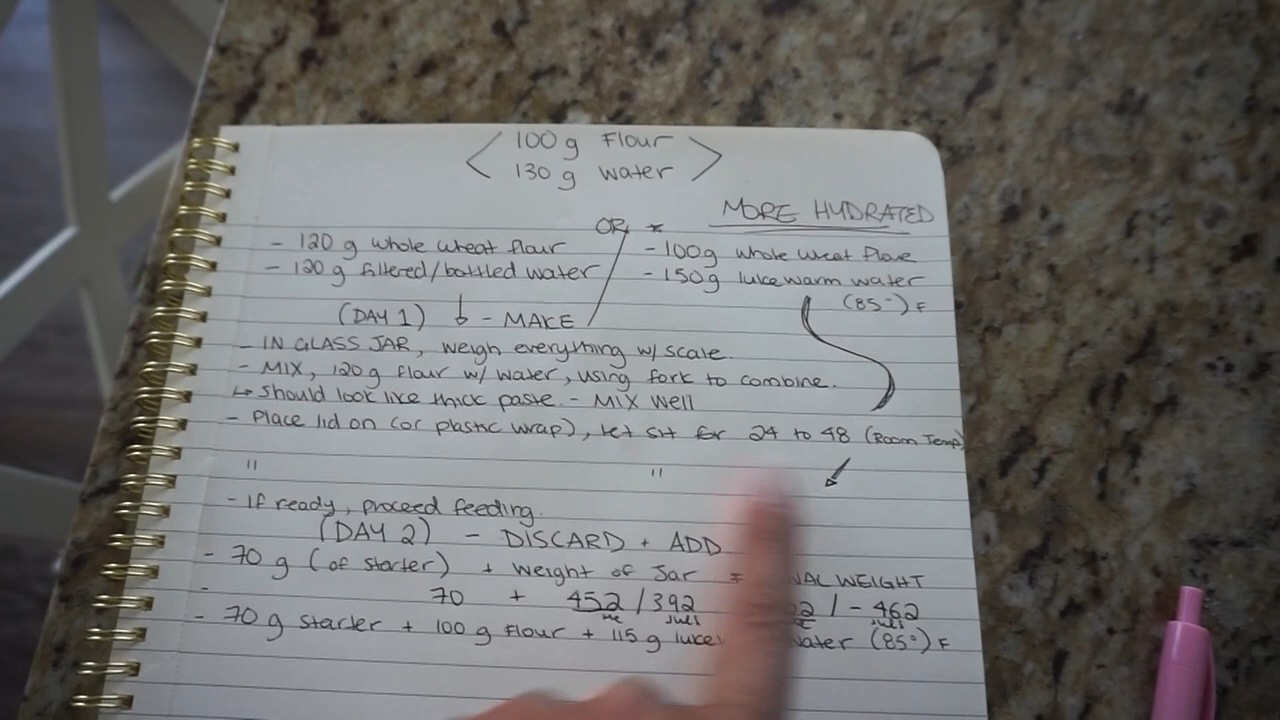 100 g Flour
130 g water
MORE HYDRATED
OR *
- 120 g whole wheat flour
- 120 g filtered/bottled water
- 100g whole wheat floue
- 150g lukewarm water
(85°) F
(DAY 1) ↓ - MAKE
- IN GLASS JAR, weigh everything w/ scale.
- MIX, 120g flour w/ water, using fork to combine.
↳ Should look like thick paste. - MIX Well
- Place lid on (or plastic wrap), let sit for 24 to 48 (Room Temp)
" "
- If ready, proceed feeding.
(DAY 2) - DISCARD + ADD
- 70 g (of starter) + weight of Jar = WEIGHT
- 70 + 452 / 392 / - 462
me
- 70 g starter + 100 g flour + 115 g water (85°) F